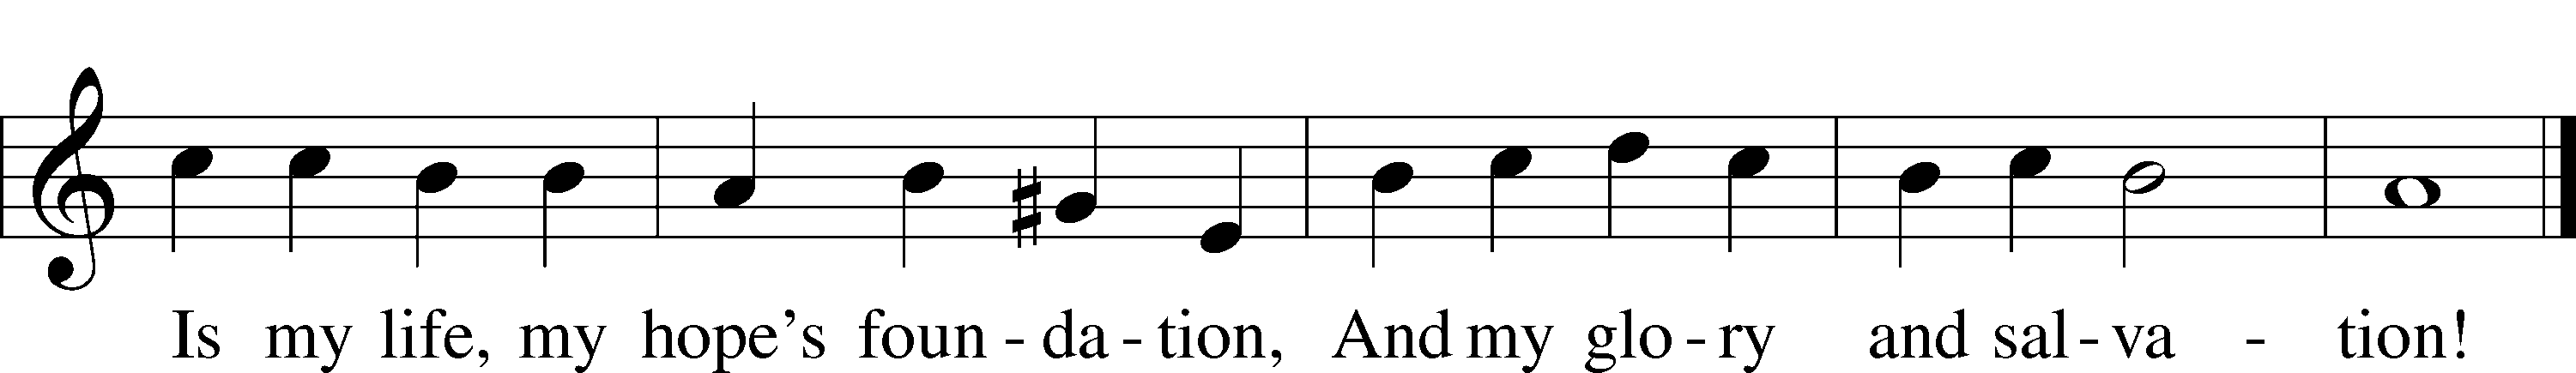 Is my life, my hope's foun - da - tion, And my glo - ry and sal - va - tion!